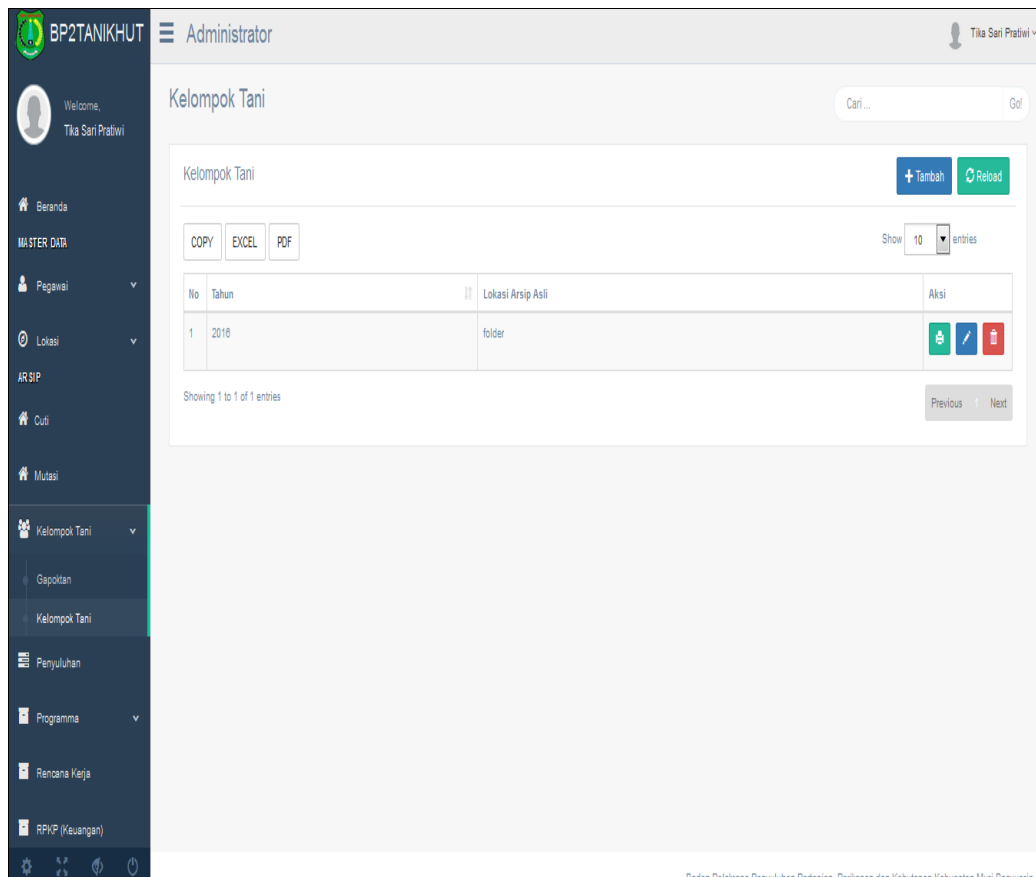 BP2TANIKHUT
Administrator
Tika Sari Pratiwi
Welcome,
Tika Sari Pratiwi
Beranda
MASTER DATA
Pegawai
Lokasi
ARSIP
Cuti
Mutasi
Kelompok Tani
Gapoktan
Kelompok Tani
Penyuluhan
Programma
Rencana Kerja
RPKP (Keuangan)
Kelompok Tani
Cari ... Go!
Kelompok Tani
Tambah Reload
COPY EXCEL PDF
Show 10 entries
No Tahun Lokasi Arsip Asli Aksi
1 2016 folder
Showing 1 to 1 of 1 entries
Previous 1 Next